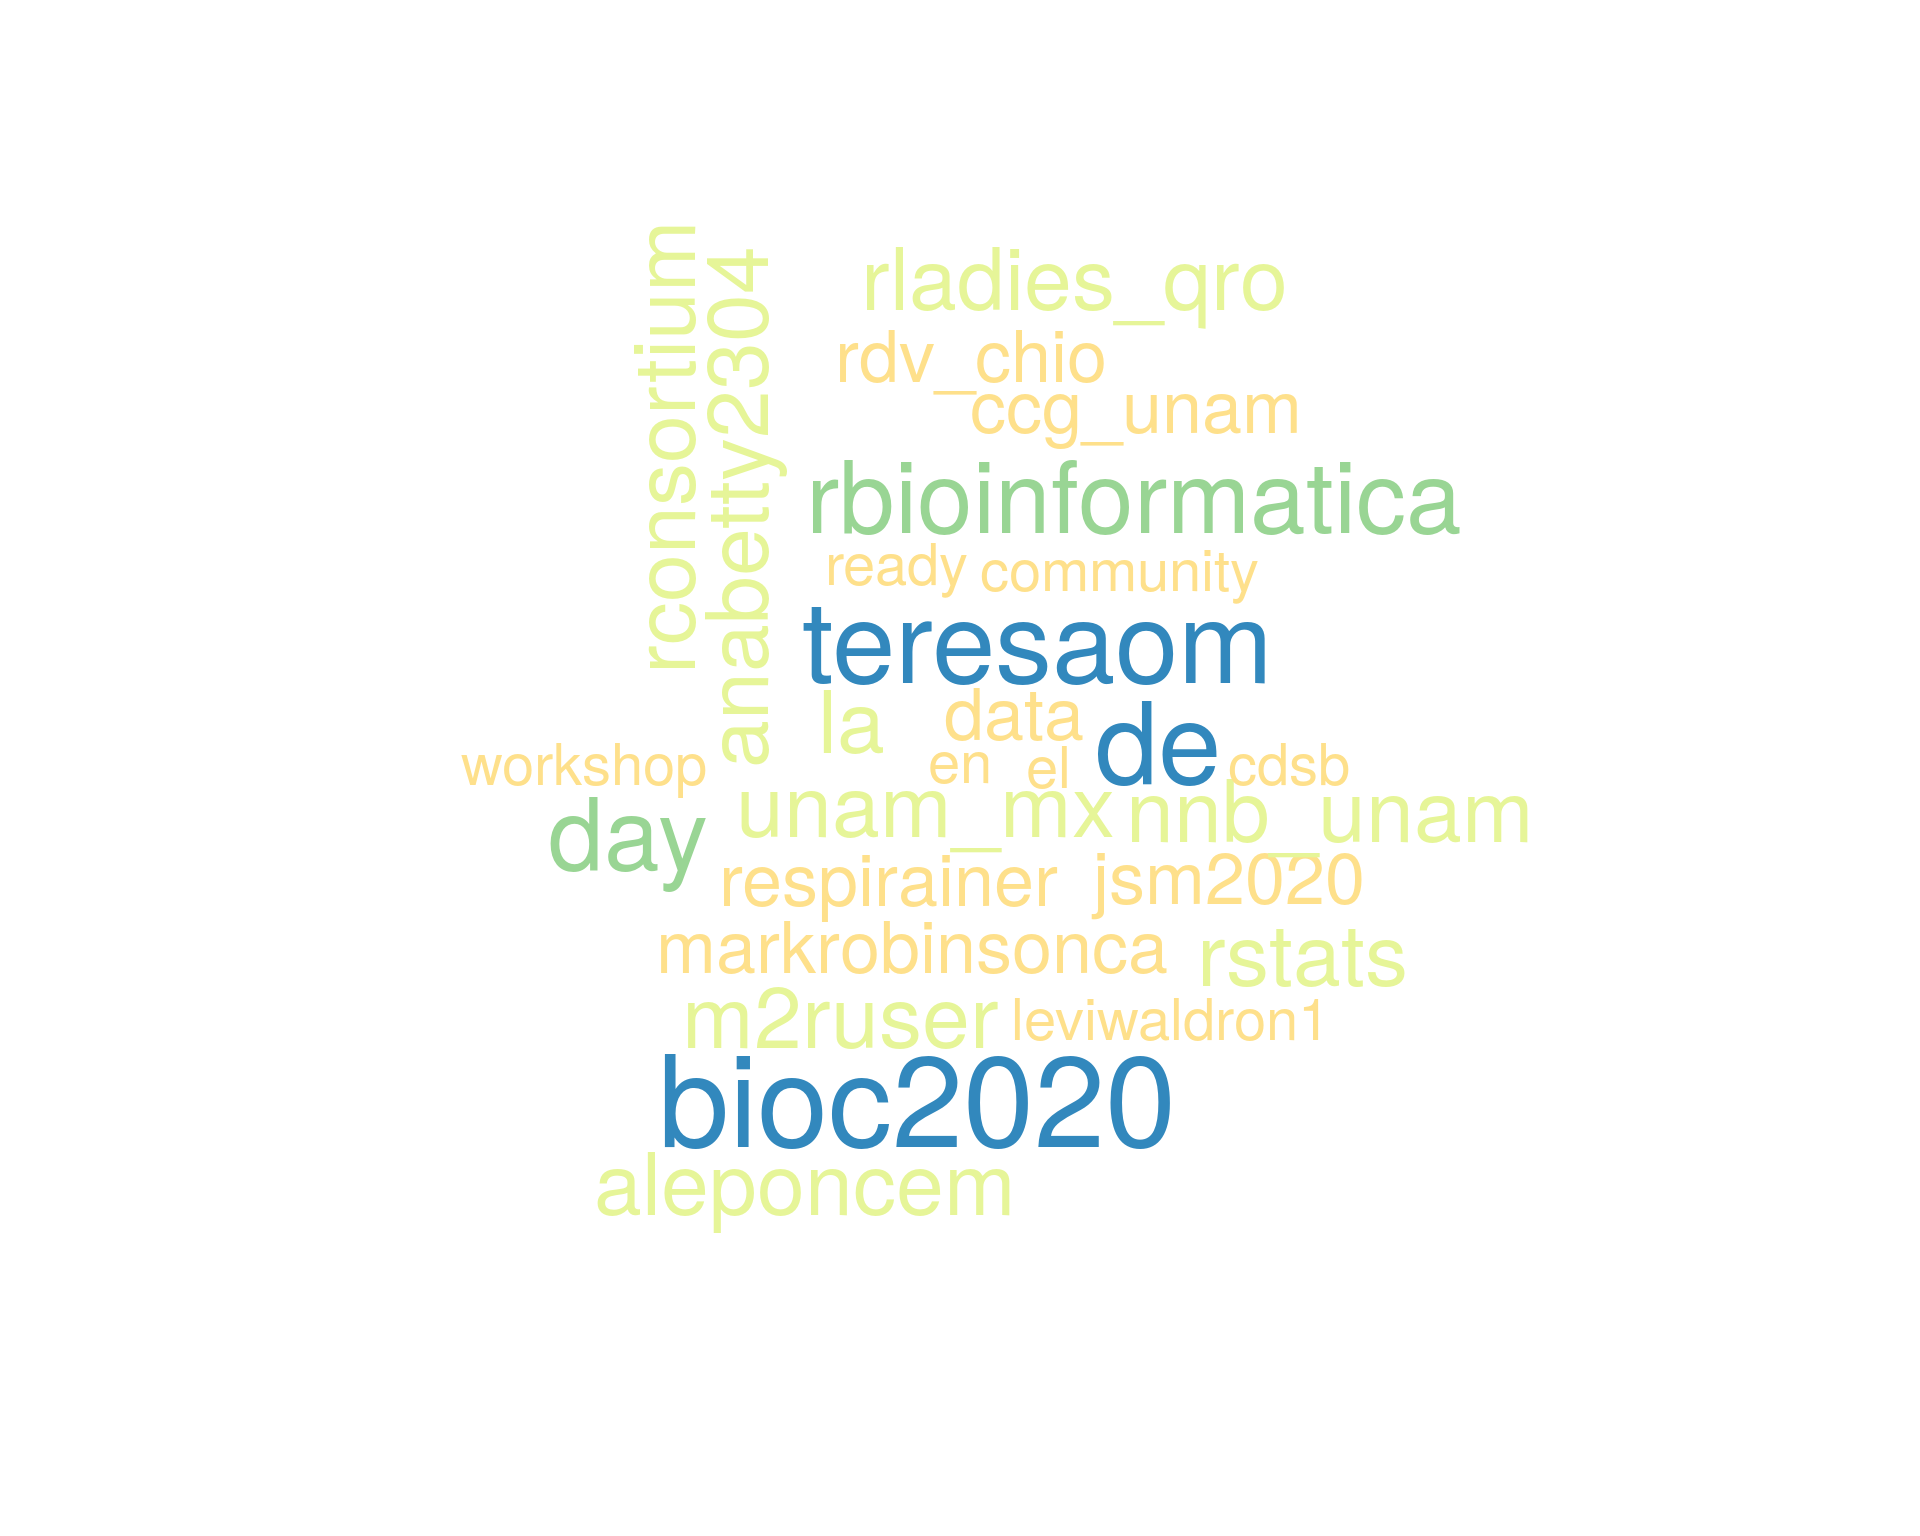 rconsortium
anabetty2304
rladies_qro
rdv_chio
ccg_unam
rbioinformatica
ready community
teresaom
la data de
workshop en el cdsb
day unam_mx nnb_unam
respirainer jsm2020
markrobinsonca rstats
m2ruser leviwaldron1
bioc2020
aleponcem